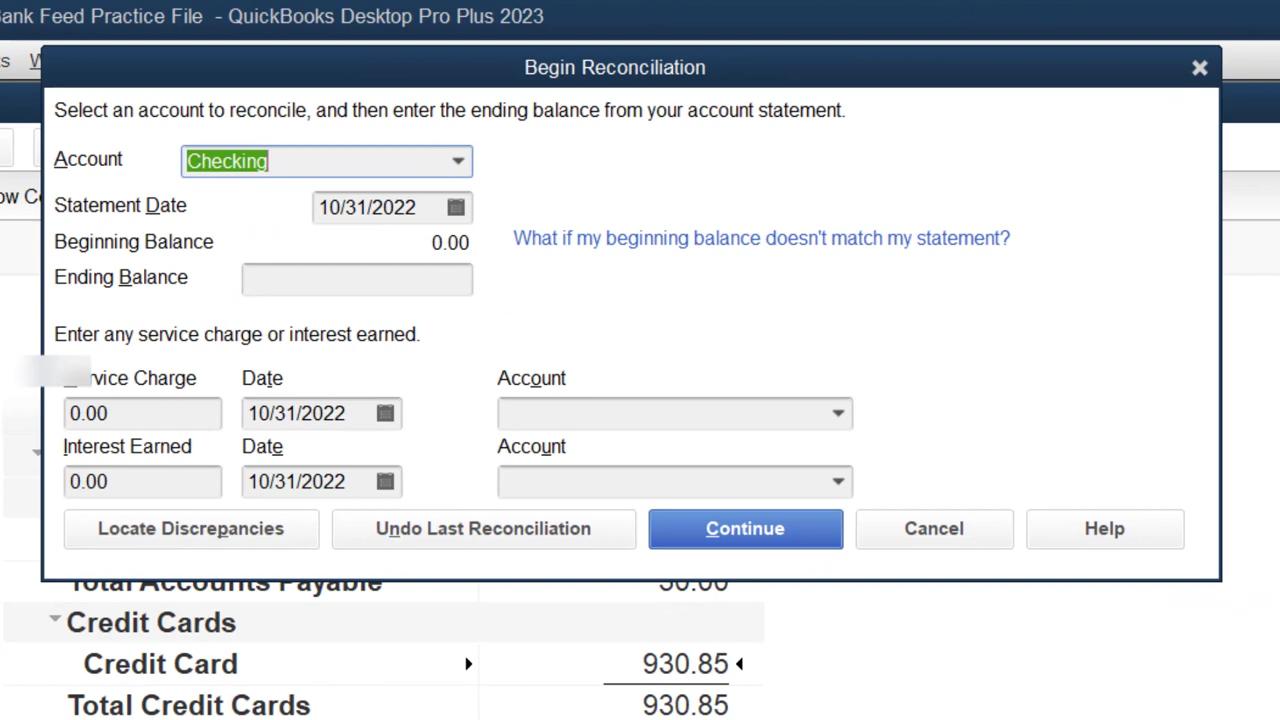 ank Feed Practice File - QuickBooks Desktop Pro Plus 2023
s W
Begin Reconciliation
Select an account to reconcile, and then enter the ending balance from your account statement.
Account Checking
ow Co
Statement Date 10/31/2022
Beginning Balance 0.00 What if my beginning balance doesn't match my statement?
Ending Balance
Enter any service charge or interest earned.
rvice Charge Date Account
0.00 10/31/2022
Interest Earned Date Account
0.00 10/31/2022
Locate Discrepancies Undo Last Reconciliation Continue Cancel Help
Total Accounts Payable 50.00
Credit Cards
Credit Card 930.85
Total Credit Cards 930.85